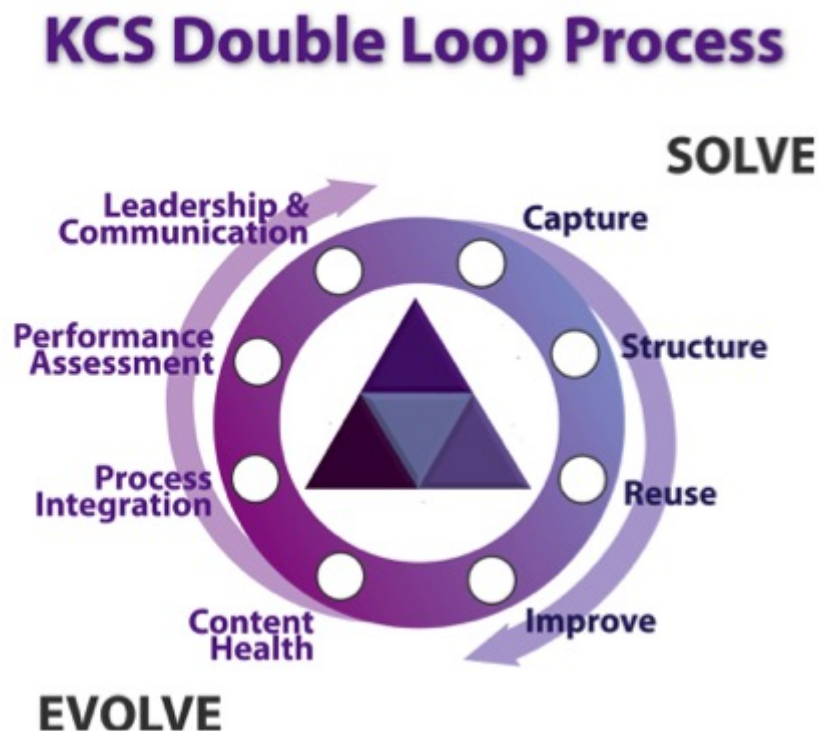 KCS Double Loop Process
SOLVE
Leadership &
Communication
Capture
Performance
Assessment
Structure
Process
Integration
Reuse
Content
Health
Improve
EVOLVE